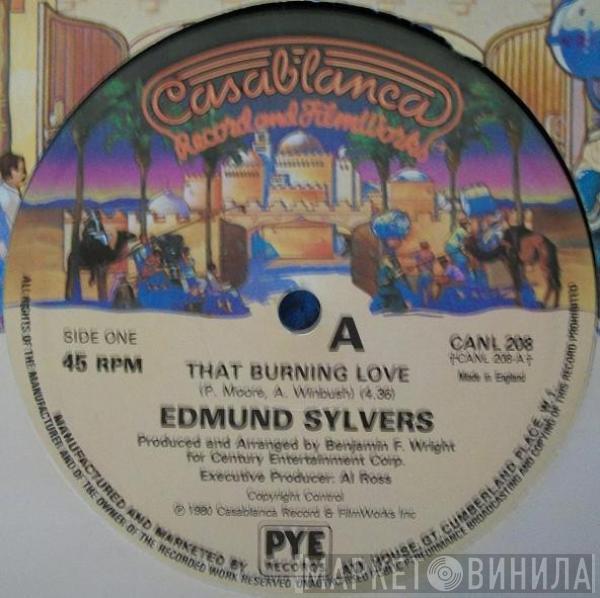 Casablanca
Record and FilmWorks
SIDE ONE
45 RPM
A
CANL 208
†CANL 208-A†
Made in England
THAT BURNING LOVE
(P. Moore, A. Winbush) (4.36)
EDMUND SYLVERS
Produced and Arranged by Benjamin F. Wright
for Century Entertainment Corp.
Executive Producer: Al Ross
Copyright Control
℗ 1980 Casablanca Record & FilmWorks Inc
PYE
RECORDS
MANUFACTURED AND MARKETED BY
HOUSE, GT. CUMBERLAND PLACE, W.1.
ALL RIGHTS OF THE MANUFACTURER AND OF THE OWNER OF THE RECORDED WORK RESERVED
PERFORMANCE BROADCASTING AND COPYING OF THIS RECORD PROHIBITED
МАРКЕТ ВИНИЛА